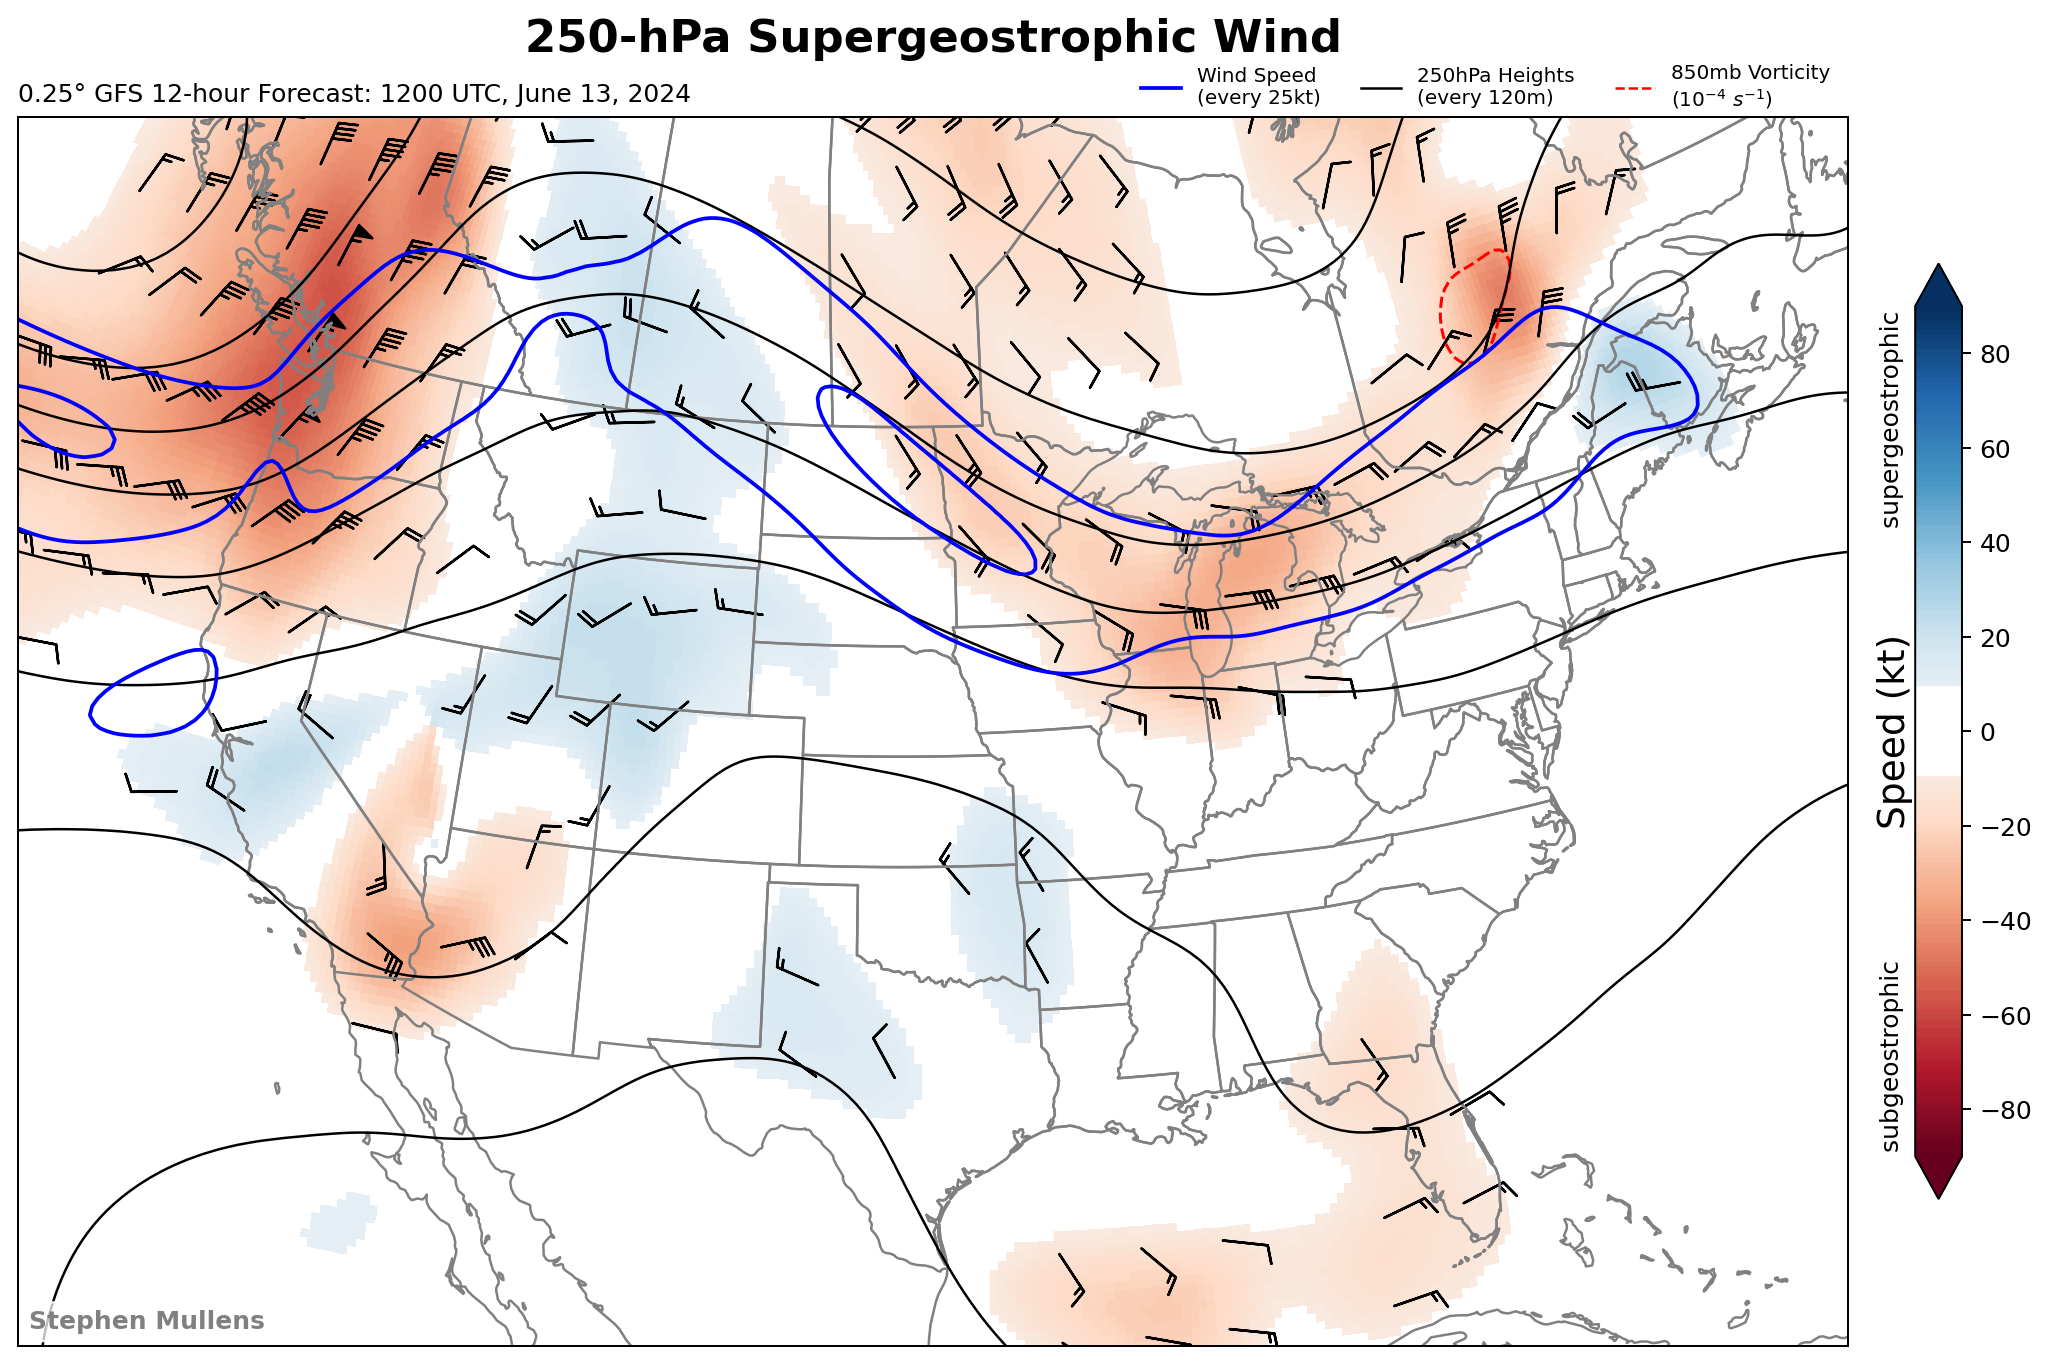 250-hPa Supergeostrophic Wind
0.25° GFS 12-hour Forecast: 1200 UTC, June 13, 2024
Wind Speed
(every 25kt)
250hPa Heights
(every 120m)
850mb Vorticity
(10⁻⁴ s⁻¹)
supergeostrophic
Speed (kt)
subgeostrophic
80
60
40
20
0
−20
−40
−60
−80
Stephen Mullens